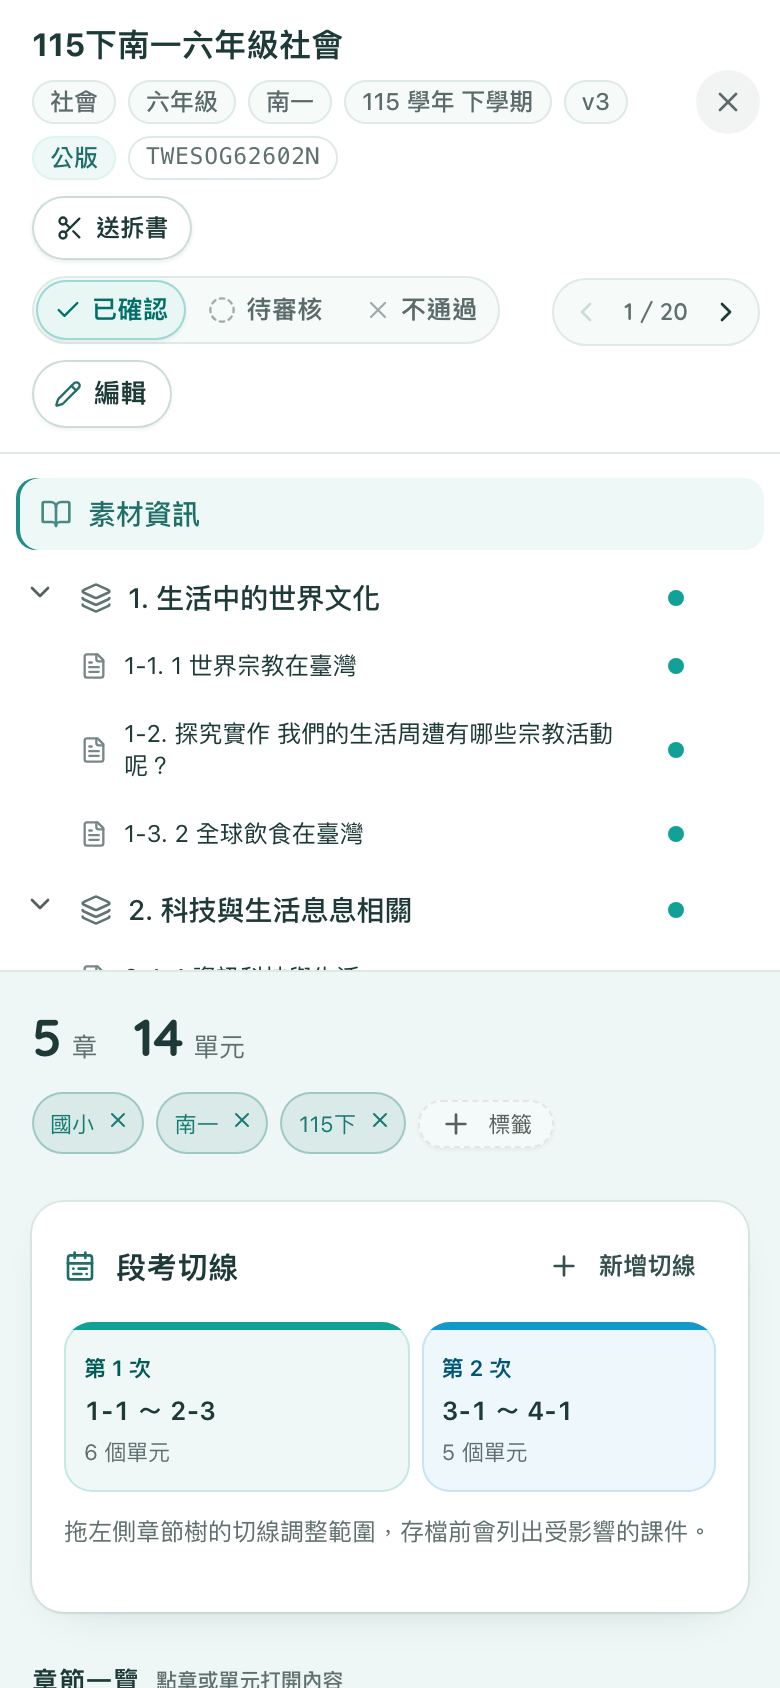 115下南一六年級社會
社會 六年級 南一 115 學年 下學期 v3
公版 TWESOG62602N
送拆書
已確認 待審核 不通過 1 / 20
編輯
素材資訊
1. 生活中的世界文化
1-1. 1 世界宗教在臺灣
1-2. 探究實作 我們的生活周遭有哪些宗教活動
呢？
1-3. 2 全球飲食在臺灣
2. 科技與生活息息相關
5 章 14 單元
國小 南一 115下 標籤
段考切線 新增切線
第 1 次 第 2 次
1-1 ～ 2-3 3-1 ～ 4-1
6 個單元 5 個單元
拖左側章節樹的切線調整範圍，存檔前會列出受影響的課件。
章節一覽 點章或單元打開內容